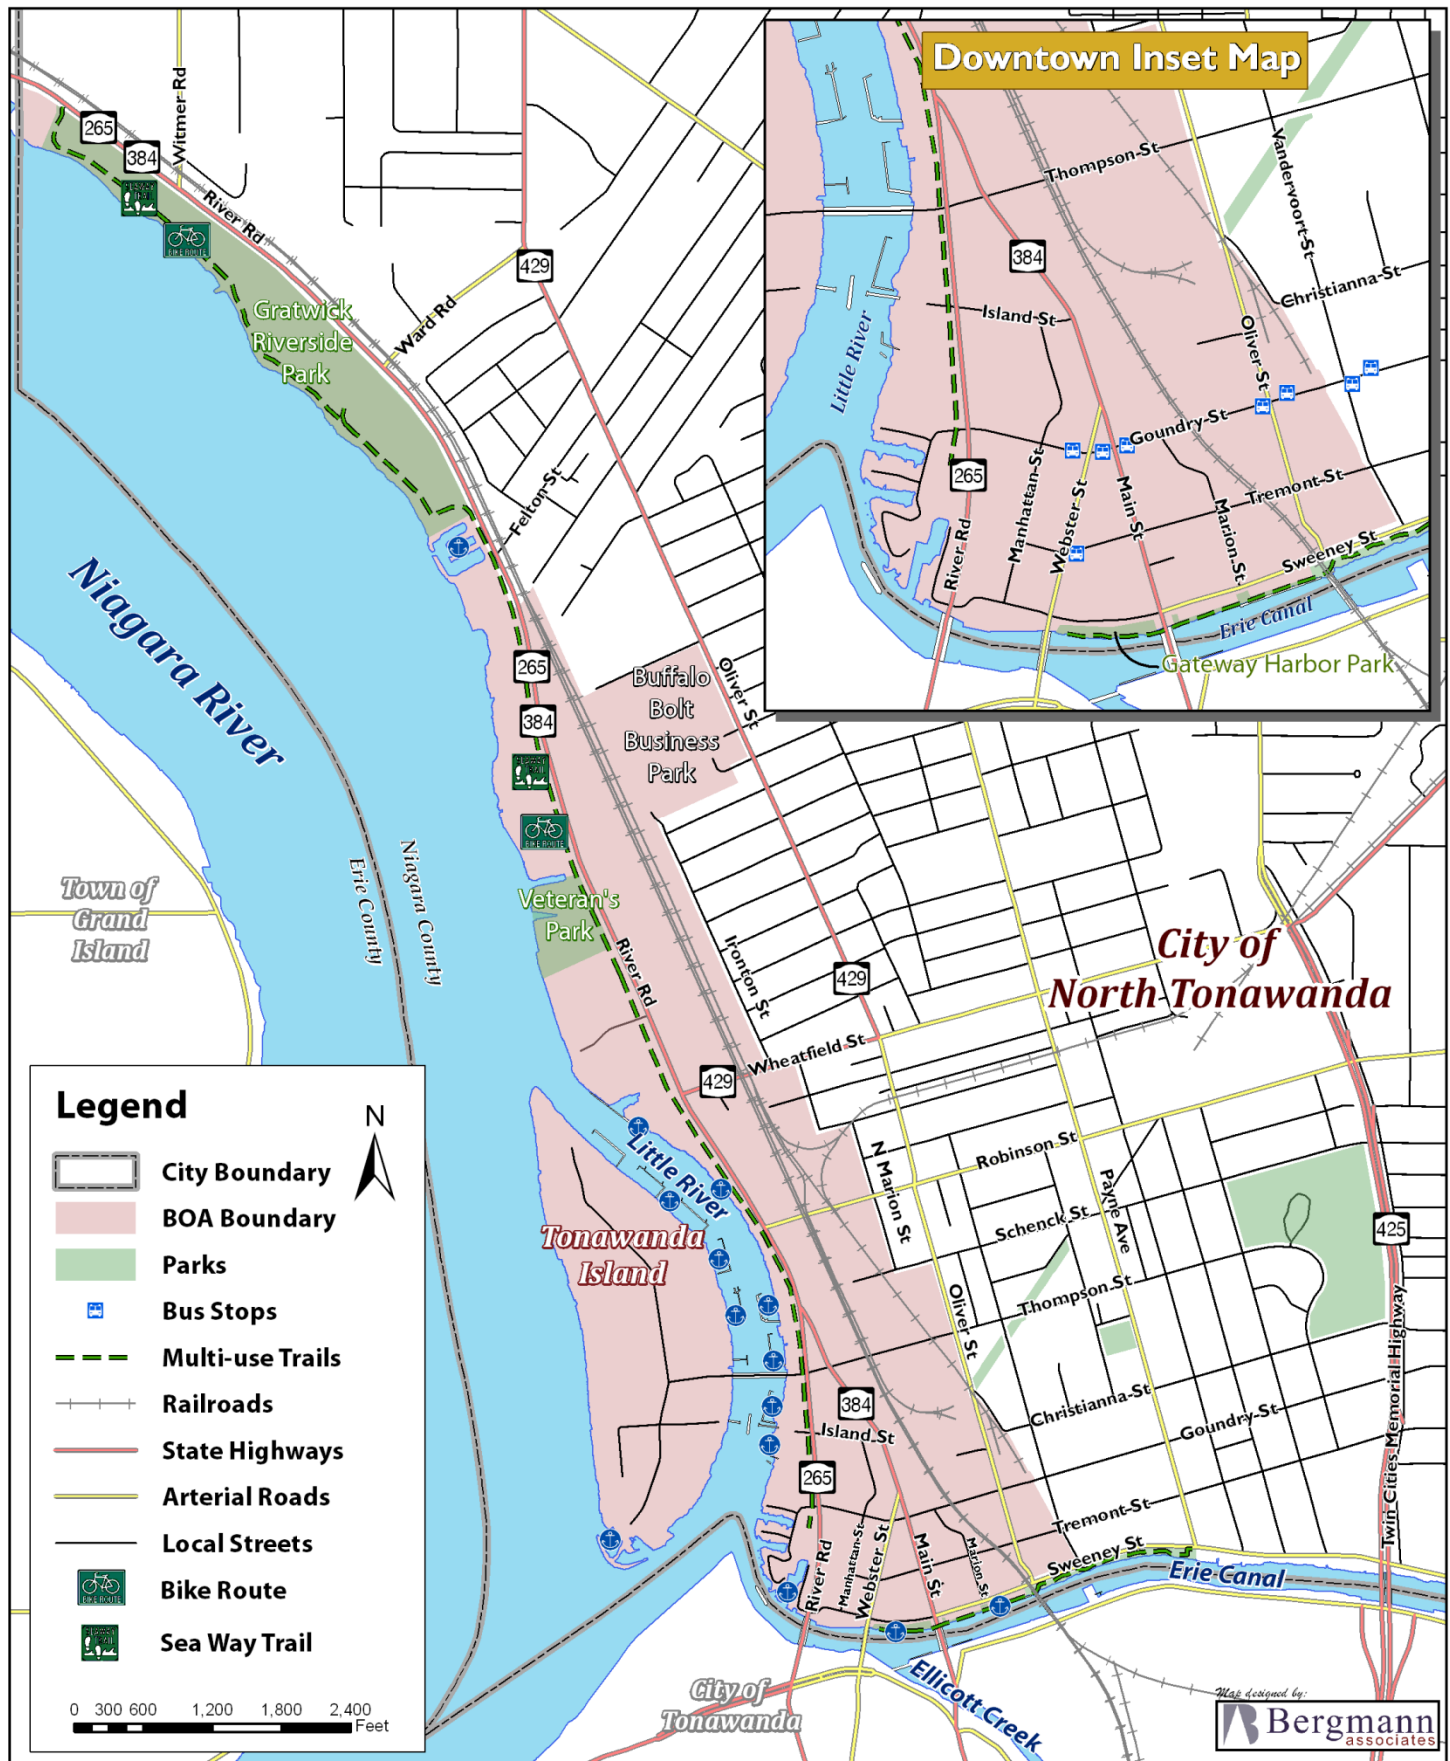 Downtown Inset Map
Thompson St
Vandervoort St
384
Christianna St
Island St
Oliver St
Little River
Goundry St
265
Manhattan St
Webster St
Main St
Marion St
Tremont St
River Rd
Sweeney St
Erie Canal
Gateway Harbor Park
265
384
Witmer Rd
River Rd
BIKE ROUTE
429
Ward Rd
Gratwick
Riverside
Park
Felton St
Niagara River
265
384
BIKE ROUTE
Buffalo
Bolt
Business
Park
Oliver St
Niagara County
Erie County
Town of
Grand
Island
Veteran's
Park
River Rd
Ironton St
429
Wheatfield St
429
City of
North Tonawanda
Little River
Tonawanda
Island
N Marion St
Robinson St
Payne Ave
Schenck St
Thompson St
425
Oliver St
Twin Cities Memorial Highway
384
Christianna St
Goundry St
Island St
265
Tremont St
Sweeney St
Manhattan St
Webster St
Main St
Marion St
River Rd
Erie Canal
Ellicott Creek
City of
Tonawanda
Legend
N
City Boundary
BOA Boundary
Parks
Bus Stops
Multi-use Trails
Railroads
State Highways
Arterial Roads
Local Streets
BIKE ROUTE
Bike Route
Sea Way Trail
0 300 600 1,200 1,800 2,400
Feet
Map designed by:
Bergmann
associates